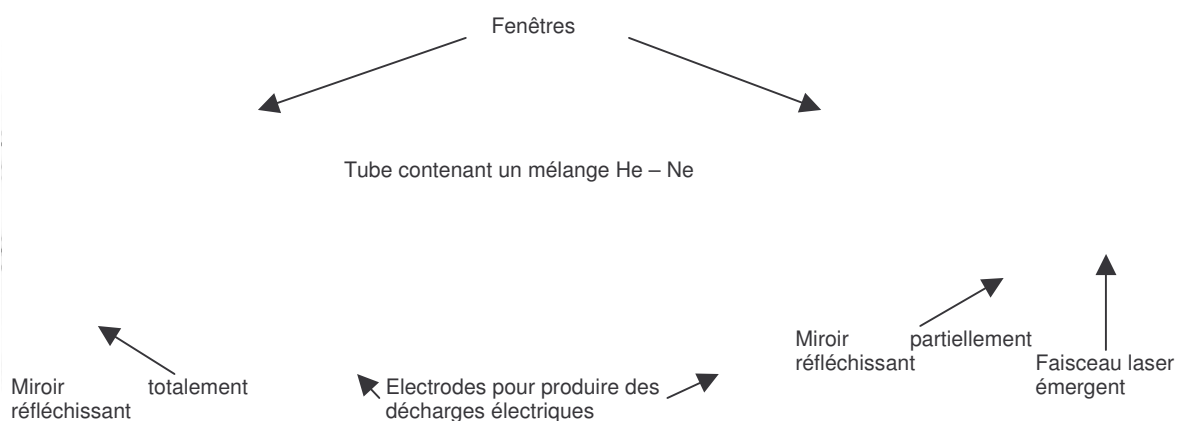 Fenêtres
Tube contenant un mélange He – Ne
Miroir partiellement
réfléchissant
Faisceau laser
émergent
Miroir totalement
réfléchissant
Electrodes pour produire des
décharges électriques